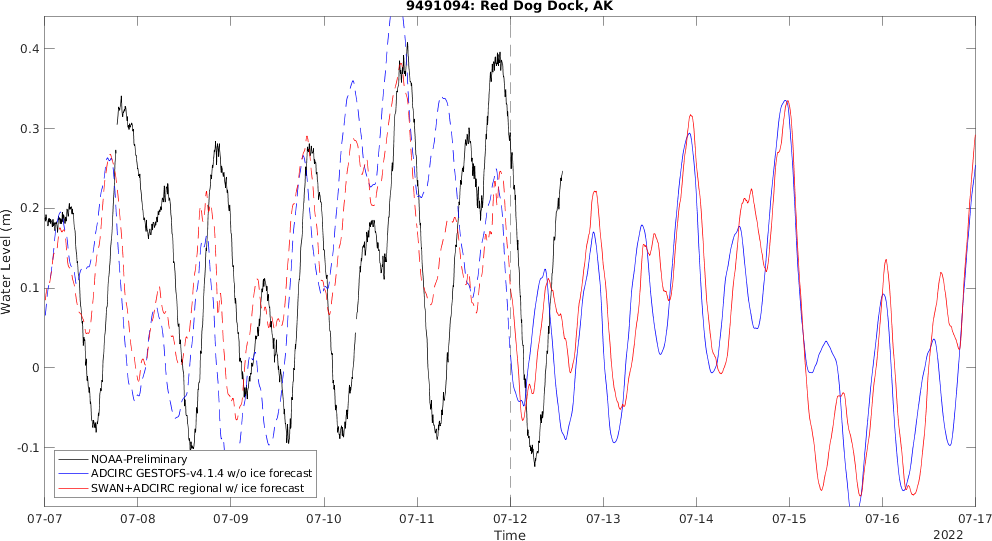 9491094: Red Dog Dock, AK
Water Level (m)
0.4
0.3
0.2
0.1
0
-0.1
NOAA-Preliminary
ADCIRC GESTOFS-v4.1.4 w/o ice forecast
SWAN+ADCIRC regional w/ ice forecast
07-07 07-08 07-09 07-10 07-11 07-12 07-13 07-14 07-15 07-16 07-17
Time
2022